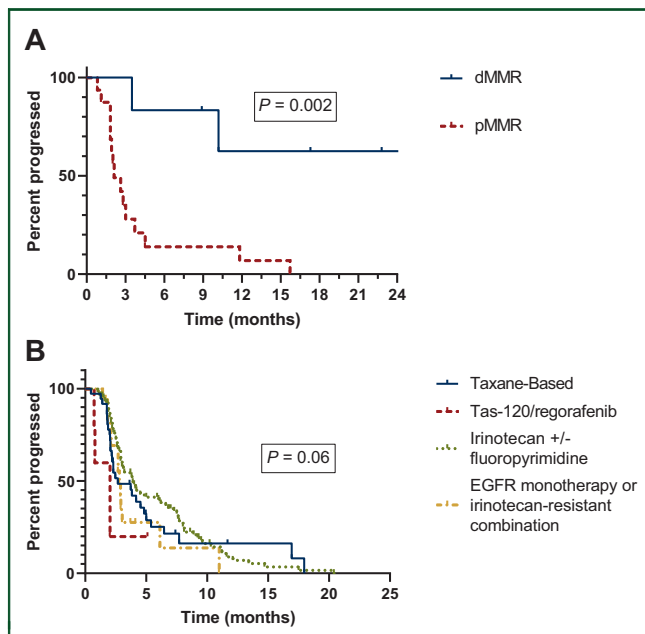 A
100
50
0
Percent progressed
P = 0.002
0 3 6 9 12 15 18 21 24
Time (months)
dMMR
pMMR
B
100
50
0
Percent progressed
P = 0.06
0 5 10 15 20 25
Time (months)
Taxane-Based
Tas-120/regorafenib
Irinotecan +/-
fluoropyrimidine
EGFR monotherapy or
irinotecan-resistant
combination